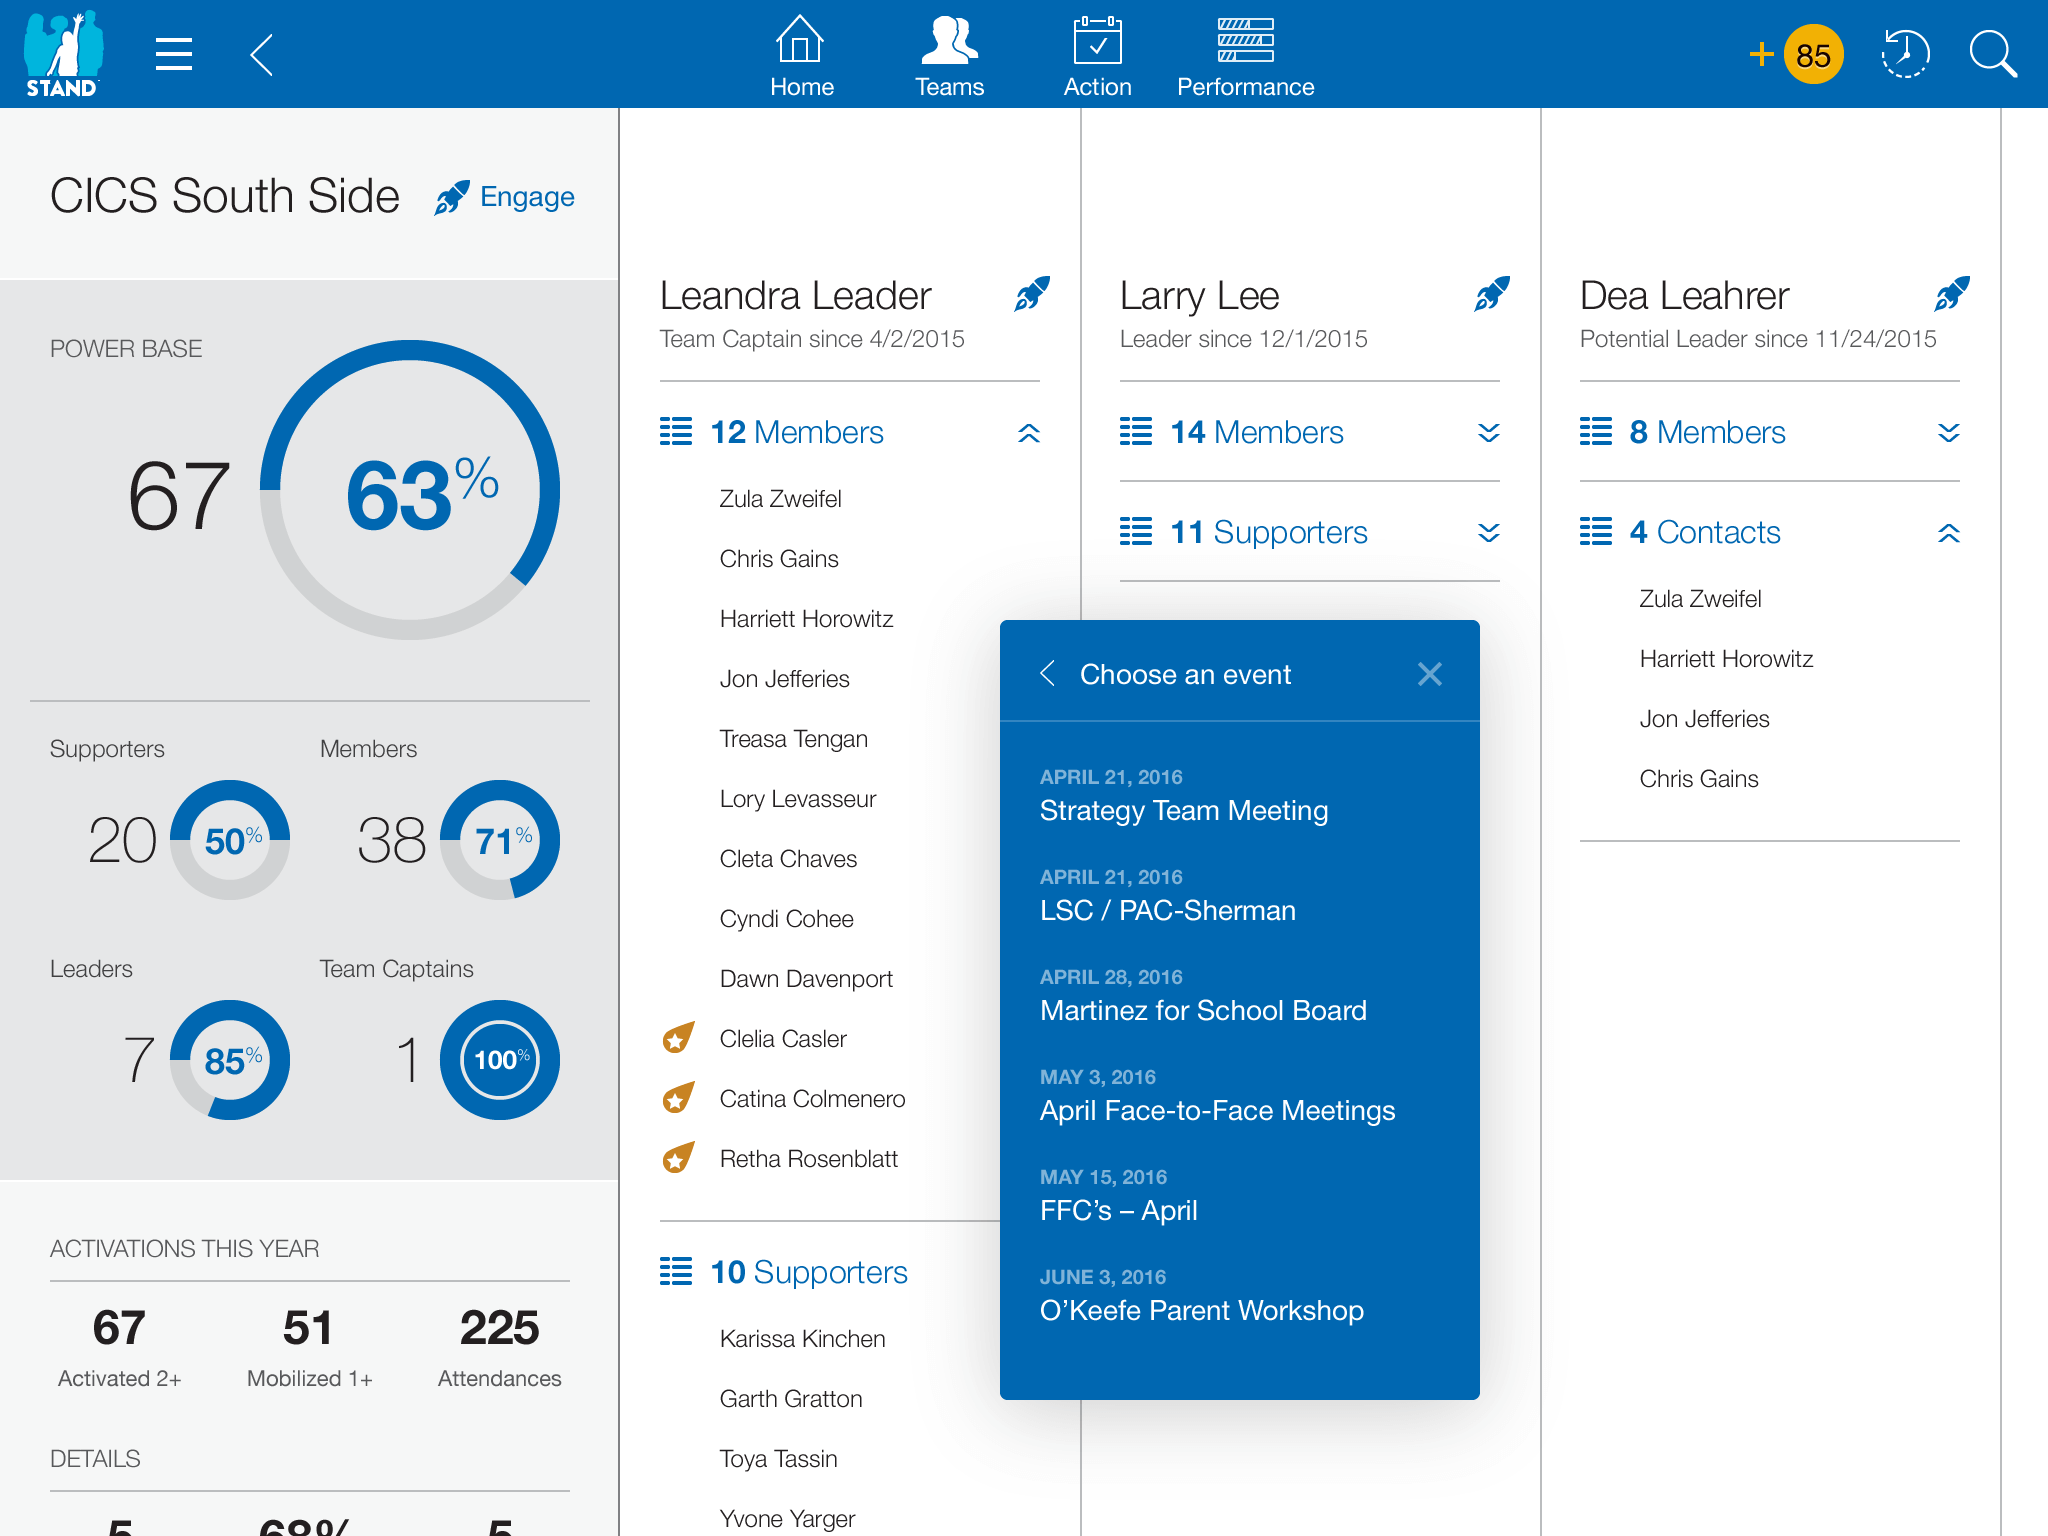 STAND
Home
Teams
Action
Performance
+ 85
CICS South Side
Engage
POWER BASE
67
63%
Supporters
Members
20
50%
38
71%
Leaders
Team Captains
7
85%
1
100%
ACTIVATIONS THIS YEAR
67
51
225
Activated 2+
Mobilized 1+
Attendances
DETAILS
5
68%
5
Leandra Leader
Team Captain since 4/2/2015
12 Members
Zula Zweifel
Chris Gains
Harriett Horowitz
Jon Jefferies
Treasa Tengan
Lory Levasseur
Cleta Chaves
Cyndi Cohee
Dawn Davenport
Clelia Casler
Catina Colmenero
Retha Rosenblatt
10 Supporters
Karissa Kinchen
Garth Gratton
Toya Tassin
Yvone Yarger
Larry Lee
Leader since 12/1/2015
14 Members
11 Supporters
Choose an event
APRIL 21, 2016
Strategy Team Meeting
APRIL 21, 2016
LSC / PAC-Sherman
APRIL 28, 2016
Martinez for School Board
MAY 3, 2016
April Face-to-Face Meetings
MAY 15, 2016
FFC’s – April
JUNE 3, 2016
O’Keefe Parent Workshop
Dea Leahrer
Potential Leader since 11/24/2015
8 Members
4 Contacts
Zula Zweifel
Harriett Horowitz
Jon Jefferies
Chris Gains